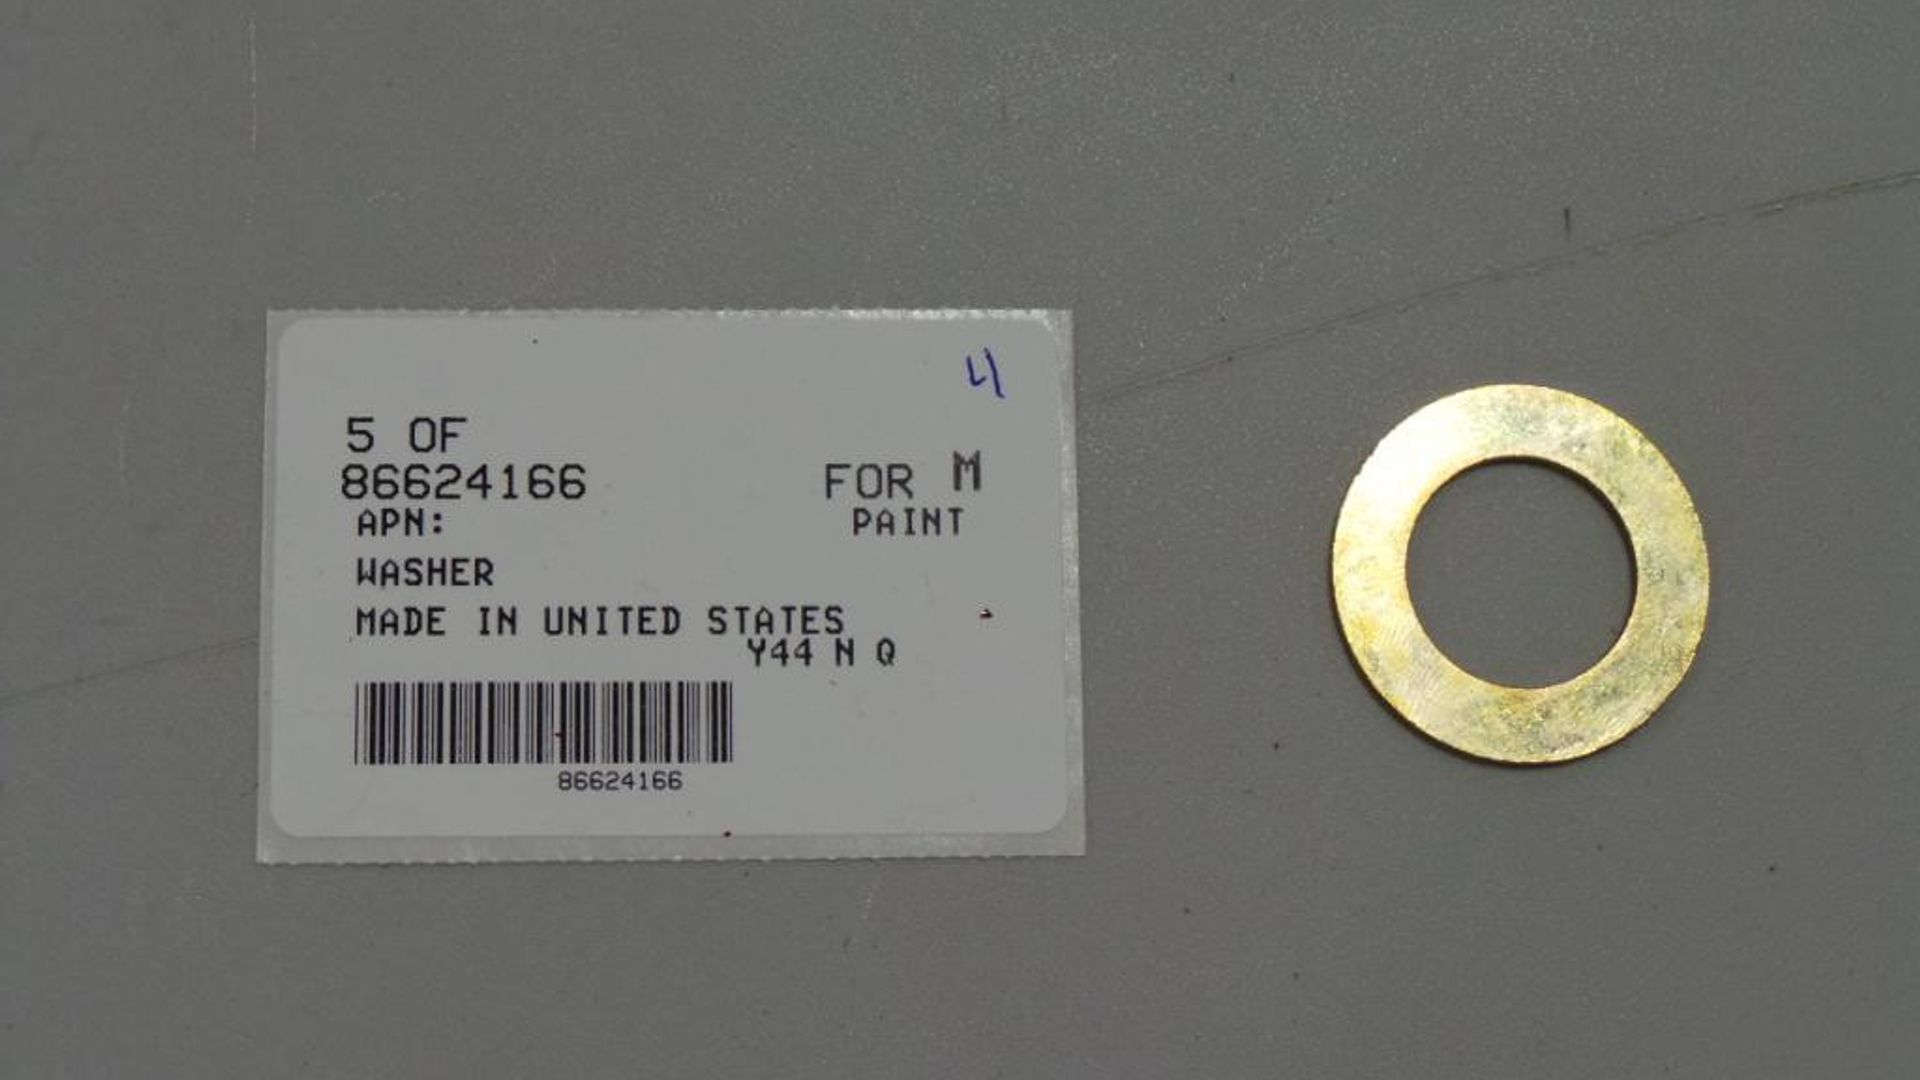 4
5 OF
86624166 FOR M
APN: PAINT
WASHER
MADE IN UNITED STATES
Y44 N Q
86624166